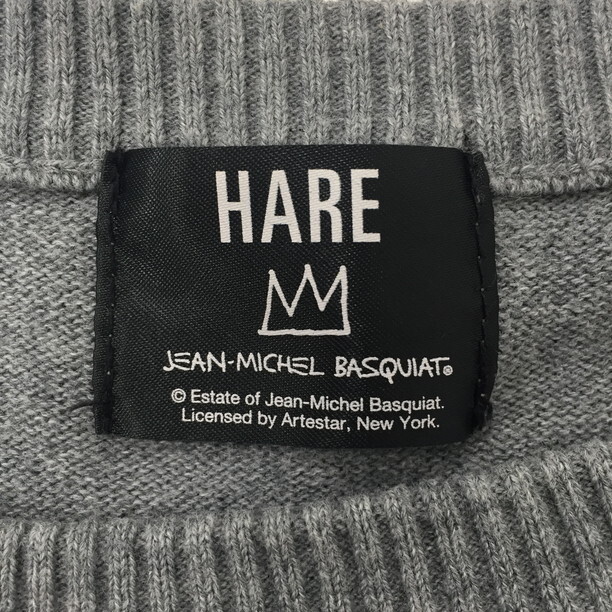 HARE
JEAN-MICHEL BASQUIAT®
© Estate of Jean-Michel Basquiat.
Licensed by Artestar, New York.